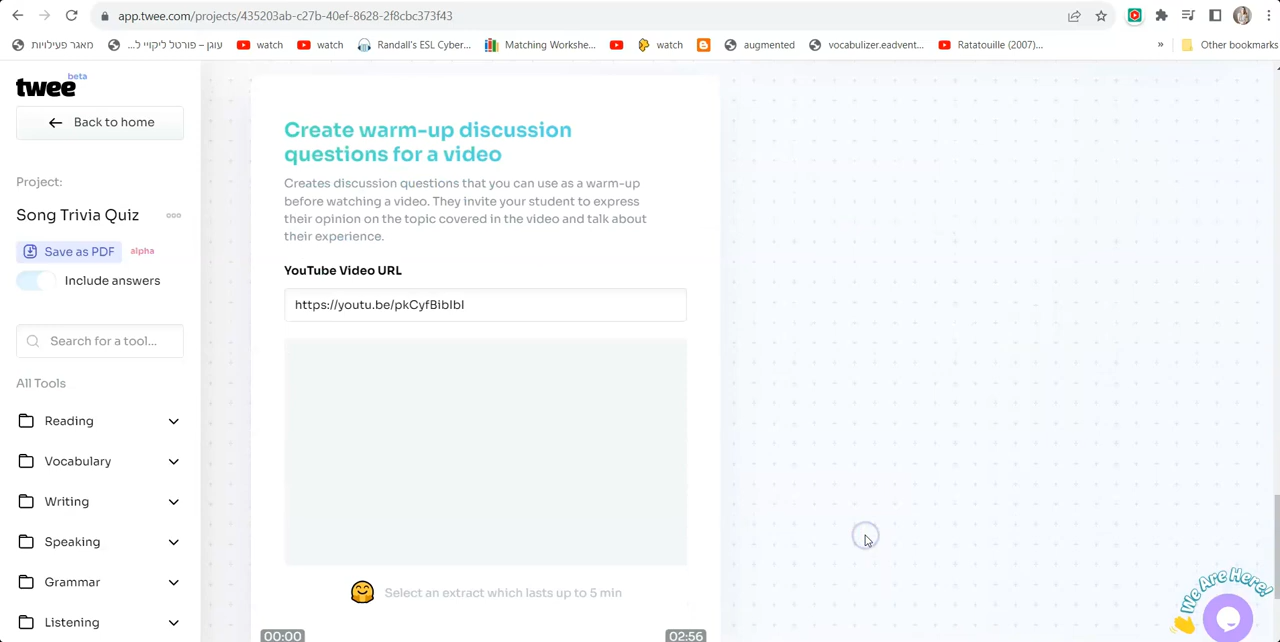 app.twee.com/projects/435203ab-c27b-40ef-8628-2f8cbc373f43
מאגר פעילויות
עוגן – פורטל ליקויי ל...
watch
watch
Randall's ESL Cyber...
Matching Workshe...
watch
augmented
vocabulizer.eadvent...
Ratatouille (2007)...
»
Other bookmarks
twee beta
Back to home
Project:
Song Trivia Quiz
Save as PDF alpha
Include answers
Search for a tool...
All Tools
Reading
Vocabulary
Writing
Speaking
Grammar
Listening
Create warm-up discussion
questions for a video
Creates discussion questions that you can use as a warm-up
before watching a video. They invite your student to express
their opinion on the topic covered in the video and talk about
their experience.
YouTube Video URL
https://youtu.be/pkCyfBibIbI
Select an extract which lasts up to 5 min
00:00 02:56
We Are Here!